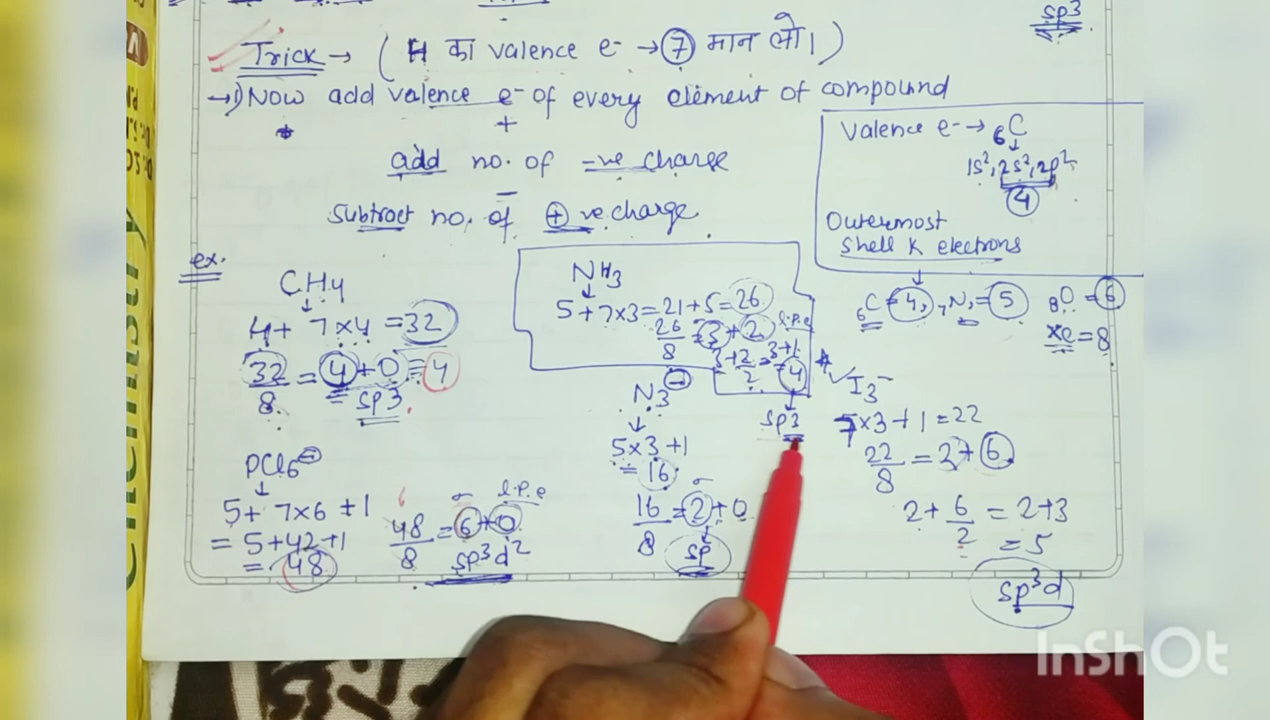 sp3
Trick → ( H का valence e- → 7 मान लो। )
→1) Now add valence e- of every element of compound
+
add no. of -ve charge
-
subtract no. of + ve charge
Valence e- → 6C
1s², 2s², 2p²
4
Outermost
Shell K electrons
6C = 4, 7N, = 5
8O = 6
Xe = 8
ex.
CH4
4 + 7×4 = 32
32/8 = 4 + 0 = 4
sp3
NH3
5 + 7×3 = 21 + 5 = 26
26/8 = 3 + 2 l.p.e
3+2/2 = 3+1
4
sp3
PCl6-
5 + 7×6 + 1
= 5 + 42 + 1
= 48
6
48/8 = 6 + 0
σ l.p.e
sp³d²
N3-
5×3 + 1
= 16
σ
16/8 = 2 + 0
sp
I3-
7×3 + 1 = 22
22/8 = 2 + 6
2 + 6/2 = 2 + 3
= 5
sp³d
Chemistry
InShOt